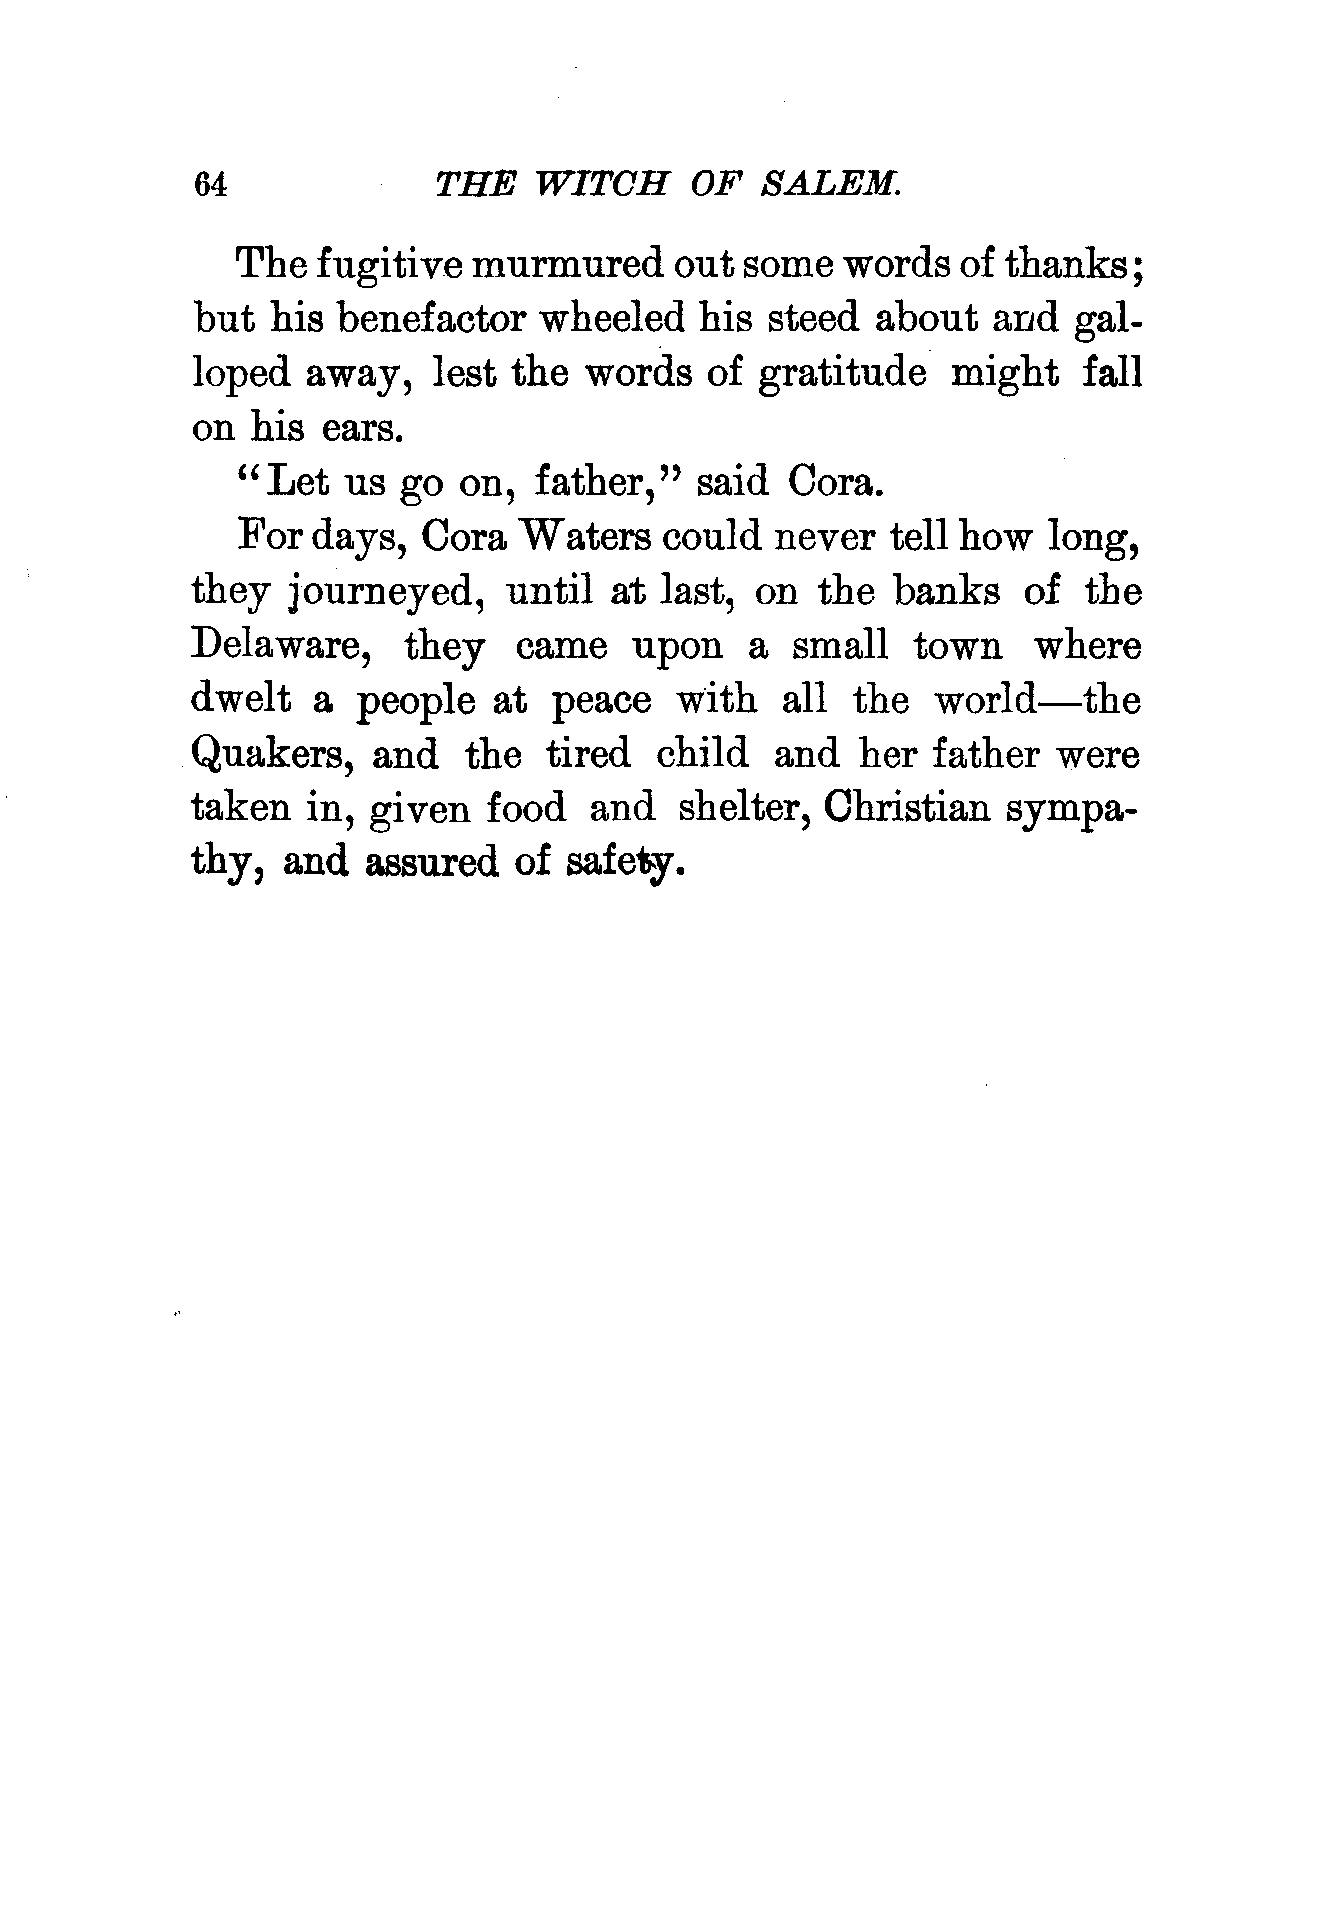 64 THE WITCH OF SALEM.
The fugitive murmured out some words of thanks;
but his benefactor wheeled his steed about and gal-
loped away, lest the words of gratitude might fall
on his ears.
“Let us go on, father,” said Cora.
For days, Cora Waters could never tell how long,
they journeyed, until at last, on the banks of the
Delaware, they came upon a small town where
dwelt a people at peace with all the world—the
Quakers, and the tired child and her father were
taken in, given food and shelter, Christian sympa-
thy, and assured of safety.